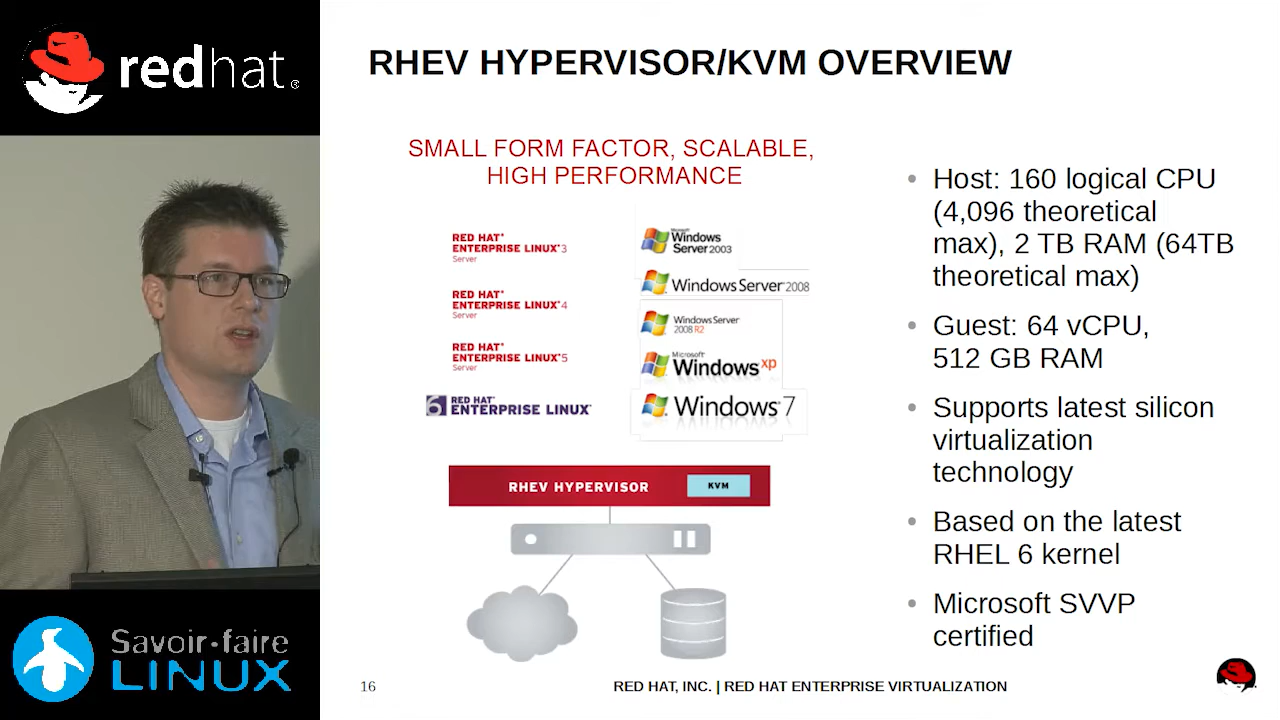 redhat®
RHEV HYPERVISOR/KVM OVERVIEW
SMALL FORM FACTOR, SCALABLE,
HIGH PERFORMANCE
RED HAT®
ENTERPRISE LINUX® 3
Server
RED HAT®
ENTERPRISE LINUX® 4
Server
RED HAT®
ENTERPRISE LINUX® 5
Server
6 RED HAT®
ENTERPRISE LINUX®
Microsoft
Windows
Server 2003
Windows Server® 2008
Windows Server
2008 R2
Microsoft
Windows xp
Windows® 7
RHEV HYPERVISOR
KVM
• Host: 160 logical CPU
(4,096 theoretical
max), 2 TB RAM (64TB
theoretical max)
• Guest: 64 vCPU,
512 GB RAM
• Supports latest silicon
virtualization
technology
• Based on the latest
RHEL 6 kernel
• Microsoft SVVP
certified
Savoir-faire
LINUX
16
RED HAT, INC. | RED HAT ENTERPRISE VIRTUALIZATION